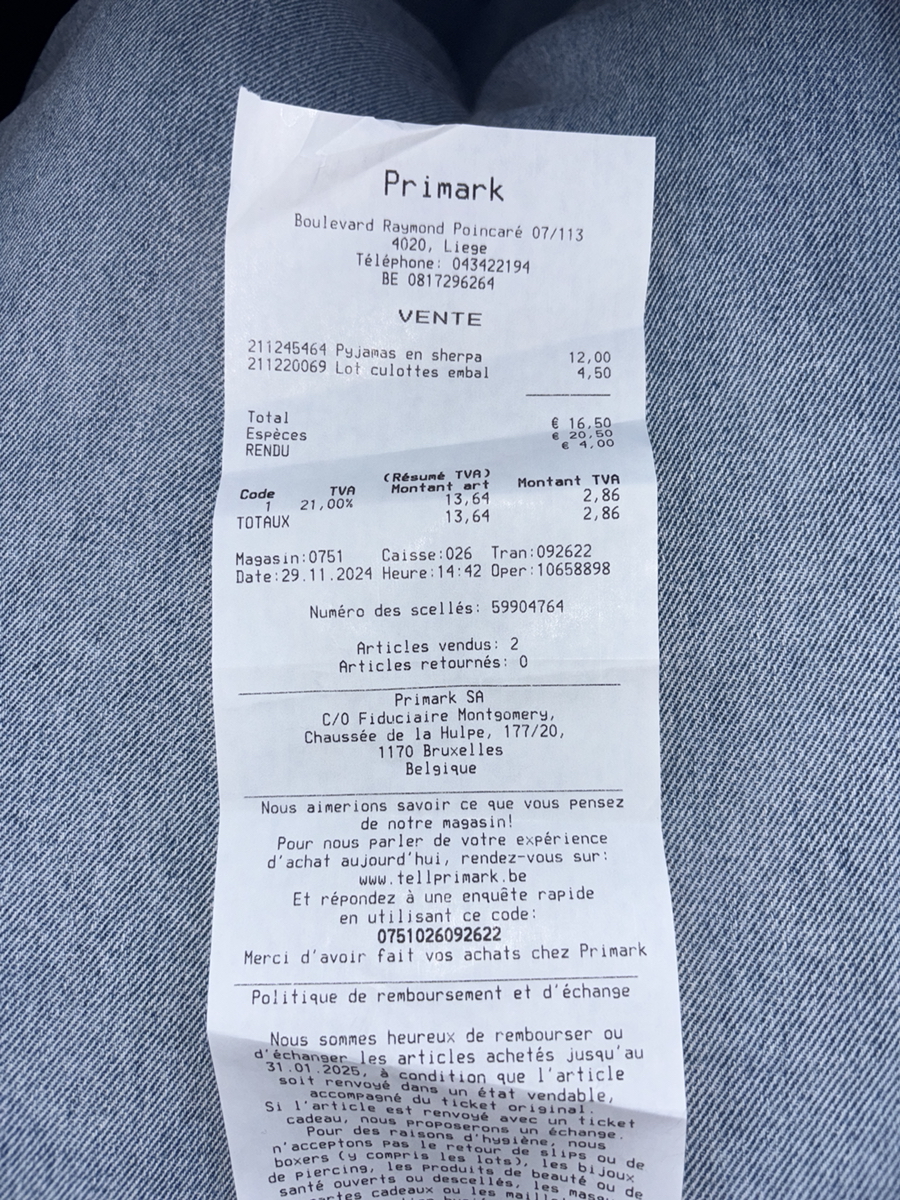 Primark
Boulevard Raymond Poincaré 07/113
4020, Liege
Téléphone: 043422194
BE 0817296264
VENTE
211245464 Pyjamas en sherpa 12,00
211220069 Lot culottes embal 4,50
Total € 16,50
Espèces € 20,50
RENDU € 4,00
(Résumé TVA)
Code TVA Montant art Montant TVA
1 21,00% 13,64 2,86
TOTAUX 13,64 2,86
Magasin:0751 Caisse:026 Tran:092622
Date:29.11.2024 Heure:14:42 Oper:10658898
Numéro des scellés: 59904764
Articles vendus: 2
Articles retournés: 0
Primark SA
C/O Fiduciaire Montgomery,
Chaussée de la Hulpe, 177/20,
1170 Bruxelles
Belgique
Nous aimerions savoir ce que vous pensez
de notre magasin!
Pour nous parler de votre expérience
d'achat aujourd'hui, rendez-vous sur:
www.tellprimark.be
Et répondez à une enquête rapide
en utilisant ce code:
0751026092622
Merci d'avoir fait vos achats chez Primark
Politique de remboursement et d'échange
Nous sommes heureux de rembourser ou
d'échanger les articles achetés jusqu'au
31.01.2025, à condition que l'article
soit renvoyé dans un état vendable,
accompagné du ticket original.
Si l'article est renvoyé avec un ticket
cadeau, nous proposerons un échange.
Pour des raisons d'hygiène, nous
n'acceptons pas le retour de slips ou de
boxers (y compris les lots), les bijoux
de piercing, les produits de beauté ou de
santé ouverts ou descellés, les
cadeaux ou les